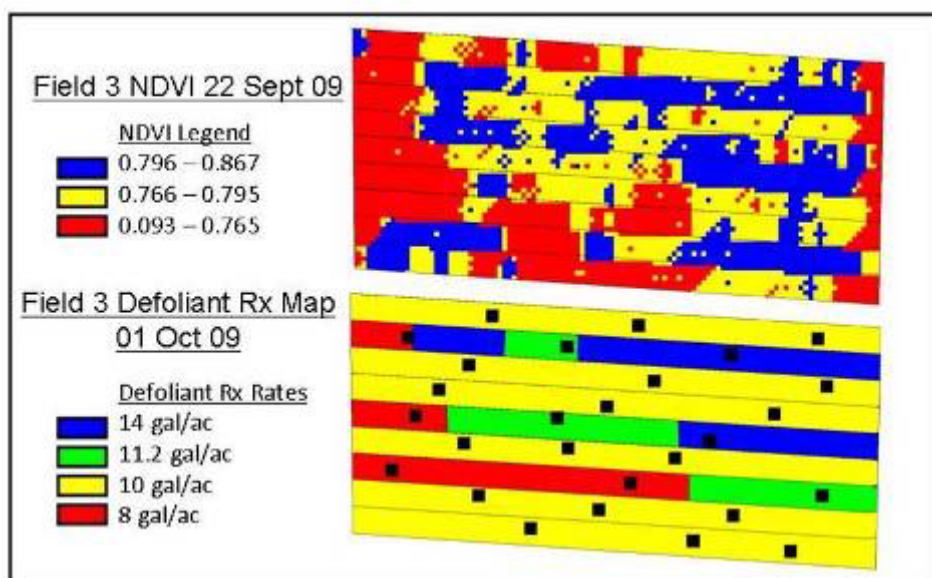 Field 3 NDVI 22 Sept 09
NDVI Legend
0.796 – 0.867
0.766 – 0.795
0.093 – 0.765
Field 3 Defoliant Rx Map
01 Oct 09
Defoliant Rx Rates
14 gal/ac
11.2 gal/ac
10 gal/ac
8 gal/ac